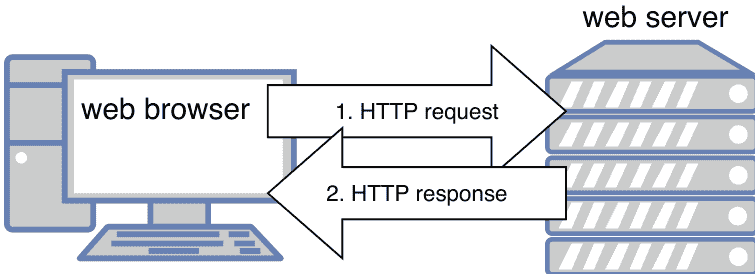 web server
web browser
1. HTTP request
2. HTTP response